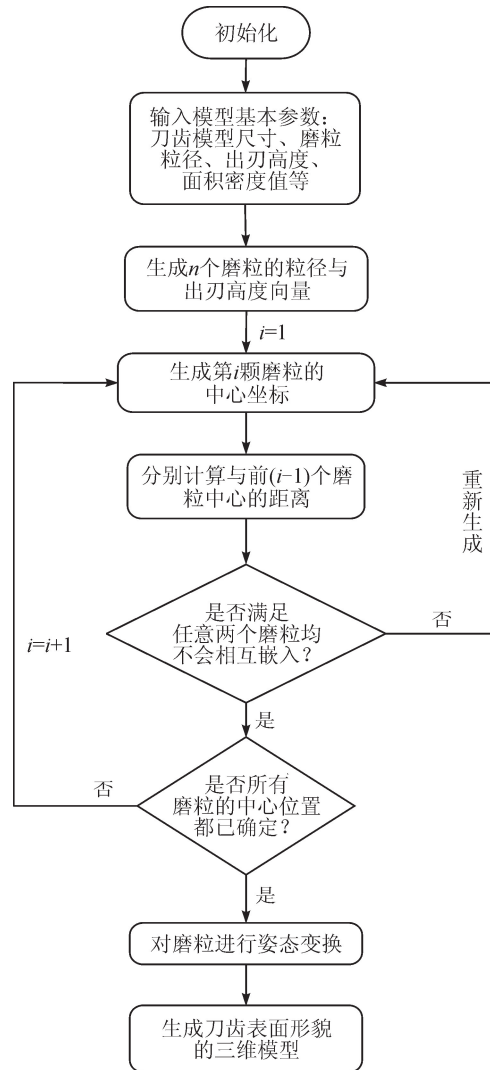 初始化
输入模型基本参数：
刀齿模型尺寸、磨粒
粒径、出刃高度、
面积密度值等
生成n个磨粒的粒径与
出刃高度向量
i=1
生成第i颗磨粒的
中心坐标
分别计算与前(i−1)个磨
粒中心的距离
重新生成
是否满足
任意两个磨粒均
不会相互嵌入？
否
i=i+1
是
是否所有
磨粒的中心位置
都已确定？
否
是
对磨粒进行姿态变换
生成刀齿表面形貌
的三维模型